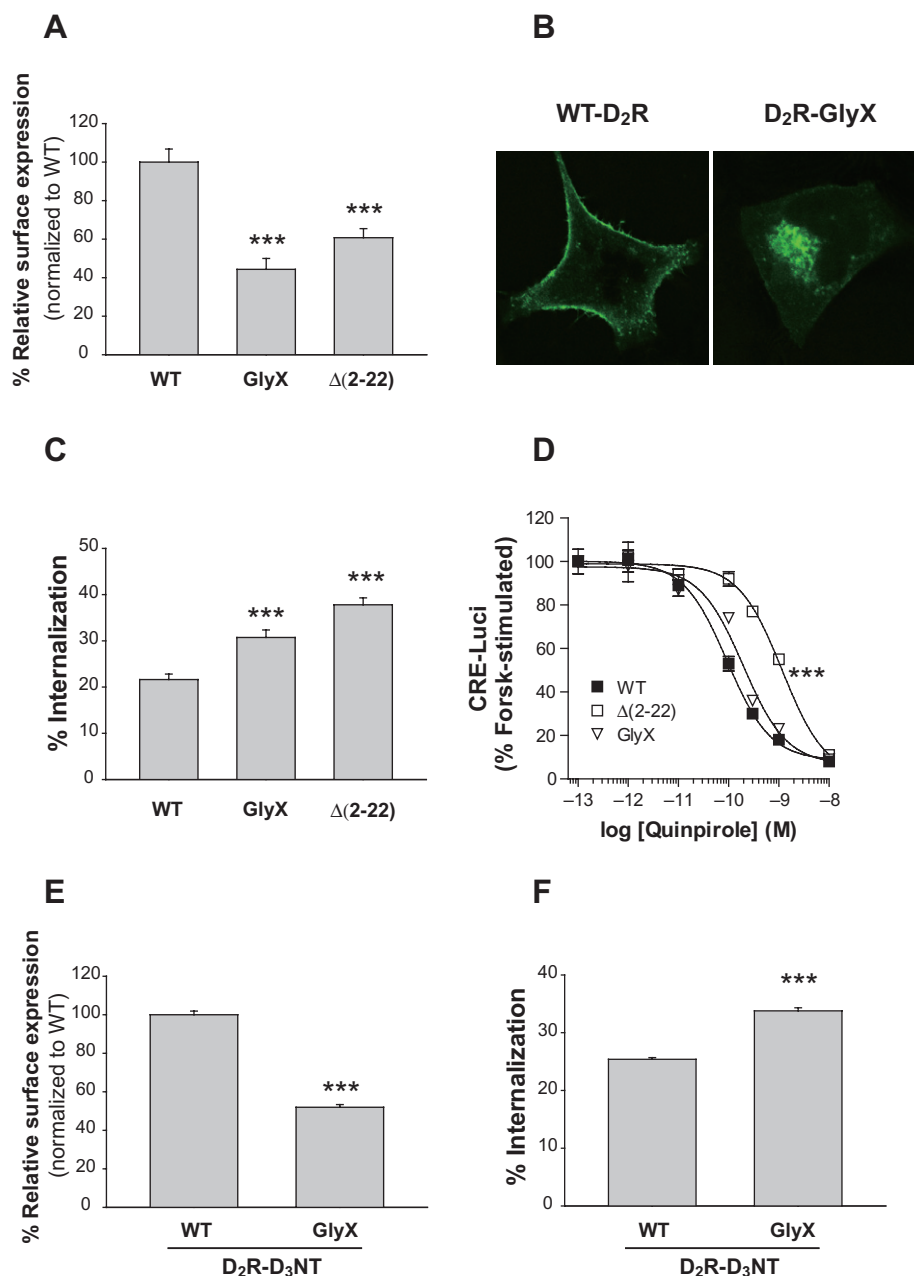 A
% Relative surface expression
(normalized to WT)
120
100
80
60
40
20
0
***
***
WT GlyX Δ(2-22)
B
WT-D₂R D₂R-GlyX
C
% Internalization
50
40
30
20
10
0
***
***
WT GlyX Δ(2-22)
D
CRE-Luci
(% Forsk-stimulated)
120
100
80
60
40
20
0
***
WT
Δ(2-22)
GlyX
–13 –12 –11 –10 –9 –8
log [Quinpirole] (M)
E
% Relative surface expression
(normalized to WT)
120
100
80
60
40
20
0
***
WT GlyX
D₂R-D₃NT
F
% Internalization
40
30
20
10
0
***
WT GlyX
D₂R-D₃NT